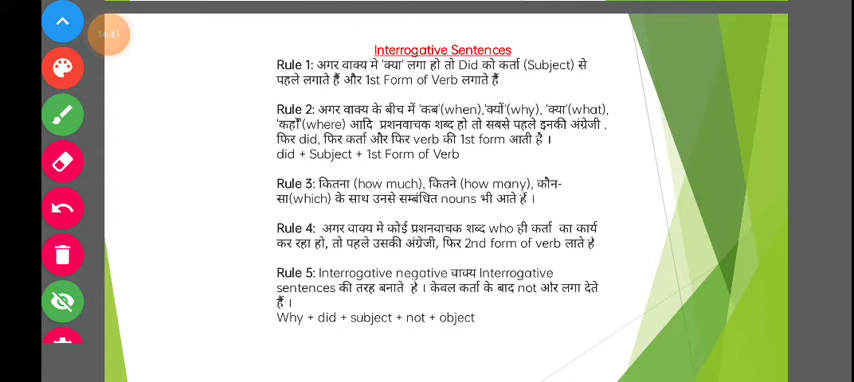 14:45
Interrogative Sentences
Rule 1: अगर वाक्य मे 'क्या' लगा हो तो Did को कर्ता (Subject) से
पहले लगाते हैं और 1st Form of Verb लगाते हैं
Rule 2: अगर वाक्य के बीच में 'कब'(when),'क्यों'(why), 'क्या'(what),
'कहाँ'(where) आदि प्रशनवाचक शब्द हो तो सबसे पहले इनकी अंग्रेजी ,
फिर did, फिर कर्ता और फिर verb की 1st form आती है ।
did + Subject + 1st Form of Verb
Rule 3: कितना (how much), कितने (how many), कौन-
सा(which) के साथ उनसे सम्बंधित nouns भी आते हें ।
Rule 4: अगर वाक्य मे कोई प्रशनवाचक शब्द who ही कर्ता का कार्य
कर रहा हो, तो पहले उसकी अंग्रेजी, फिर 2nd form of verb लाते हे
Rule 5: Interrogative negative वाक्य Interrogative
sentences की तरह बनाते हे । केवल कर्ता के बाद not ओर लगा देते
हैं ।
Why + did + subject + not + object